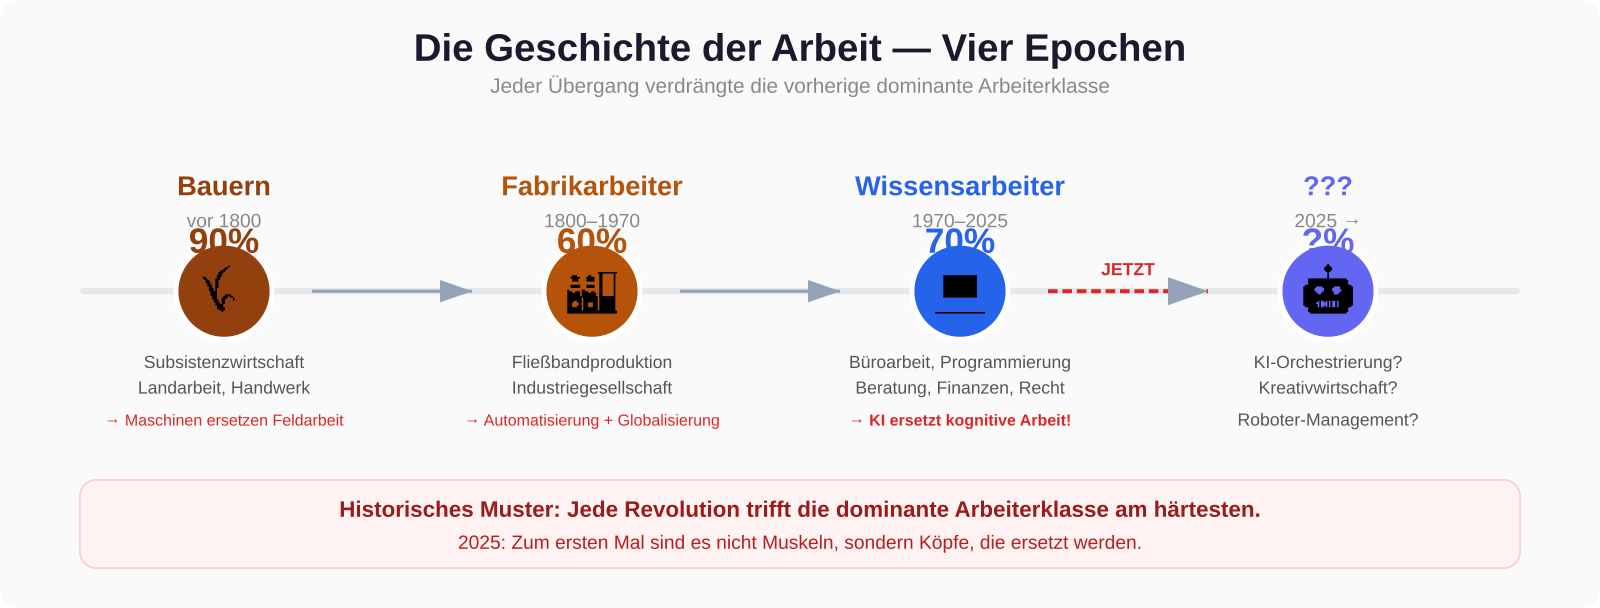 Die Geschichte der Arbeit — Vier Epochen
Jeder Übergang verdrängte die vorherige dominante Arbeiterklasse
Bauern
vor 1800
90%
Subsistenzwirtschaft
Landarbeit, Handwerk
→ Maschinen ersetzen Feldarbeit
Fabrikarbeiter
1800–1970
60%
Fließbandproduktion
Industriegesellschaft
→ Automatisierung + Globalisierung
Wissensarbeiter
1970–2025
70%
Büroarbeit, Programmierung
Beratung, Finanzen, Recht
→ KI ersetzt kognitive Arbeit!
JETZT
???
2025 →
?%
KI-Orchestrierung?
Kreativwirtschaft?
Roboter-Management?
Historisches Muster: Jede Revolution trifft die dominante Arbeiterklasse am härtesten.
2025: Zum ersten Mal sind es nicht Muskeln, sondern Köpfe, die ersetzt werden.